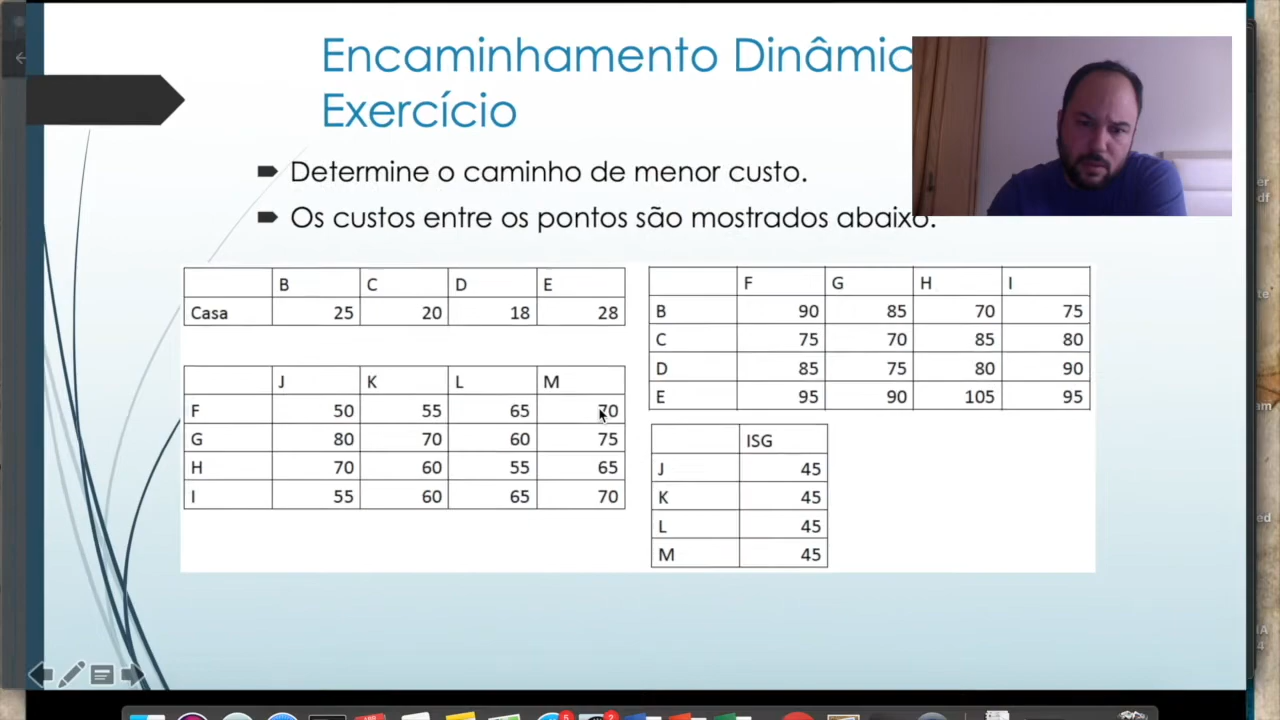 Encaminhamento Dinâmic
Exercício
Determine o caminho de menor custo.
Os custos entre os pontos são mostrados abaixo.
B C D E
Casa 25 20 18 28
F G H I
B 90 85 70 75
C 75 70 85 80
D 85 75 80 90
E 95 90 105 95
J K L M
F 50 55 65 70
G 80 70 60 75
H 70 60 55 65
I 55 60 65 70
ISG
J 45
K 45
L 45
M 45